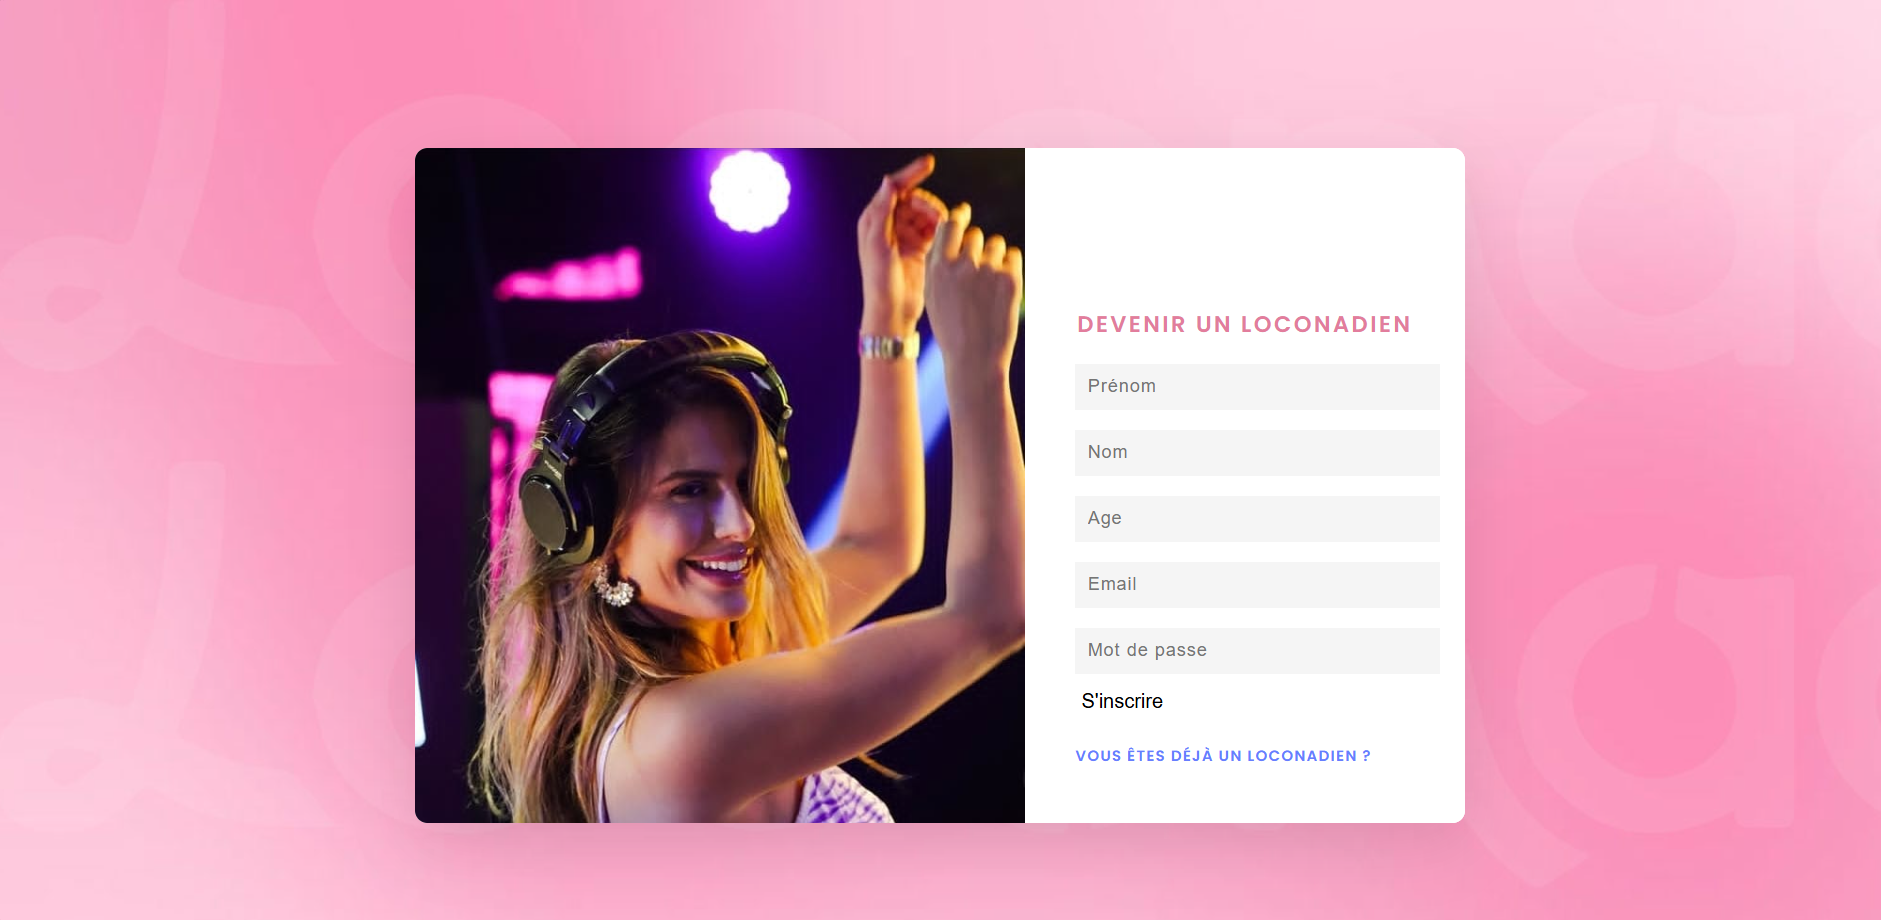 DEVENIR UN LOCONADIEN
Prénom
Nom
Age
Email
Mot de passe
S'inscrire
VOUS ÊTES DÉJÀ UN LOCONADIEN ?